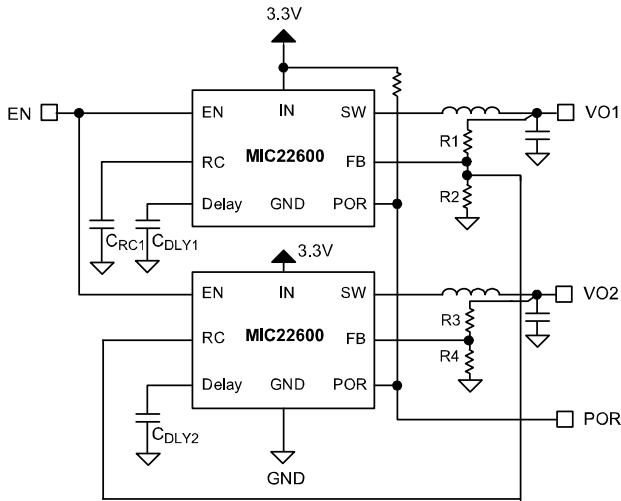 3.3V
EN
EN
IN
SW
VO1
R1
MIC22600
RC
FB
R2
Delay
GND
POR
CRC1
CDLY1
3.3V
EN
IN
SW
VO2
R3
MIC22600
RC
FB
R4
Delay
GND
POR
POR
CDLY2
GND